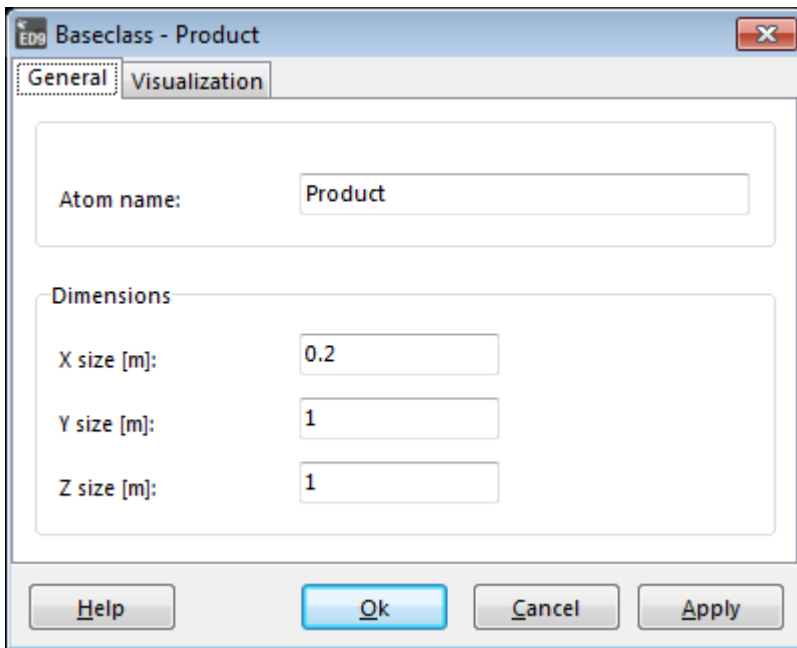 ED9 Baseclass - Product
General Visualization
Atom name: Product
Dimensions
X size [m]: 0.2
Y size [m]: 1
Z size [m]: 1
Help Ok Cancel Apply